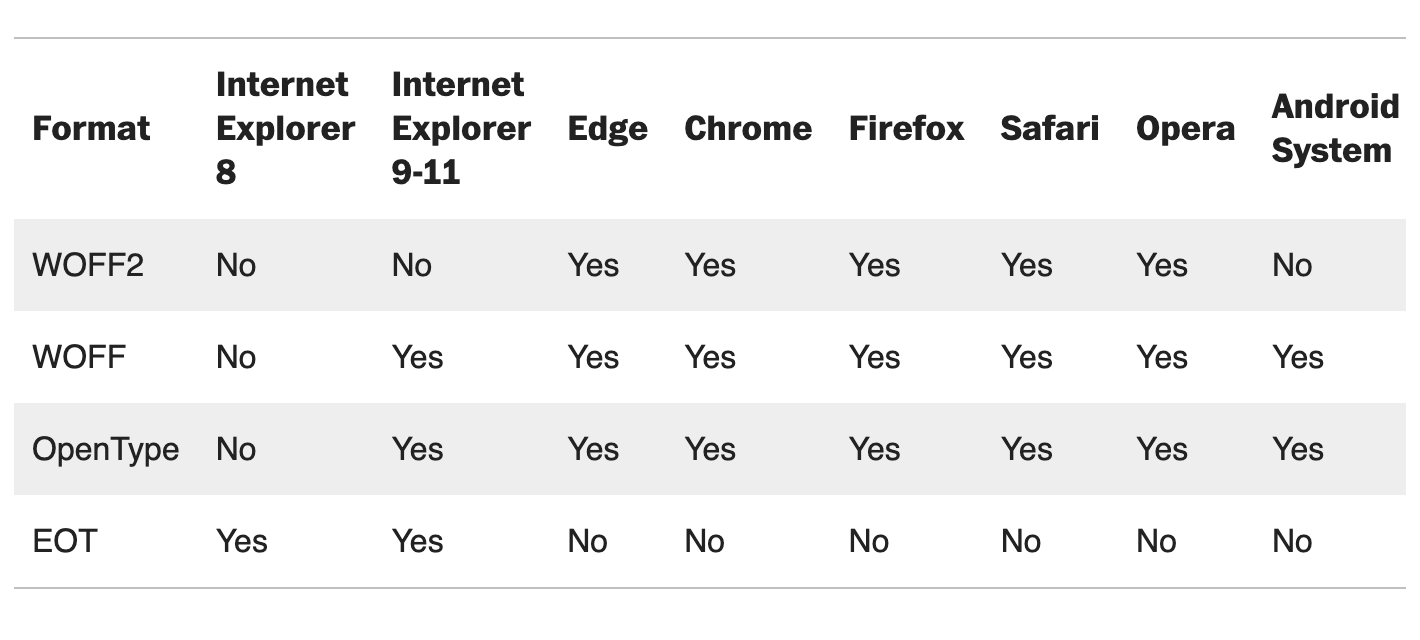 Format Internet Explorer 8 Internet Explorer 9-11 Edge Chrome Firefox Safari Opera Android System
WOFF2 No No Yes Yes Yes Yes Yes No
WOFF No Yes Yes Yes Yes Yes Yes Yes
OpenType No Yes Yes Yes Yes Yes Yes Yes
EOT Yes Yes No No No No No No